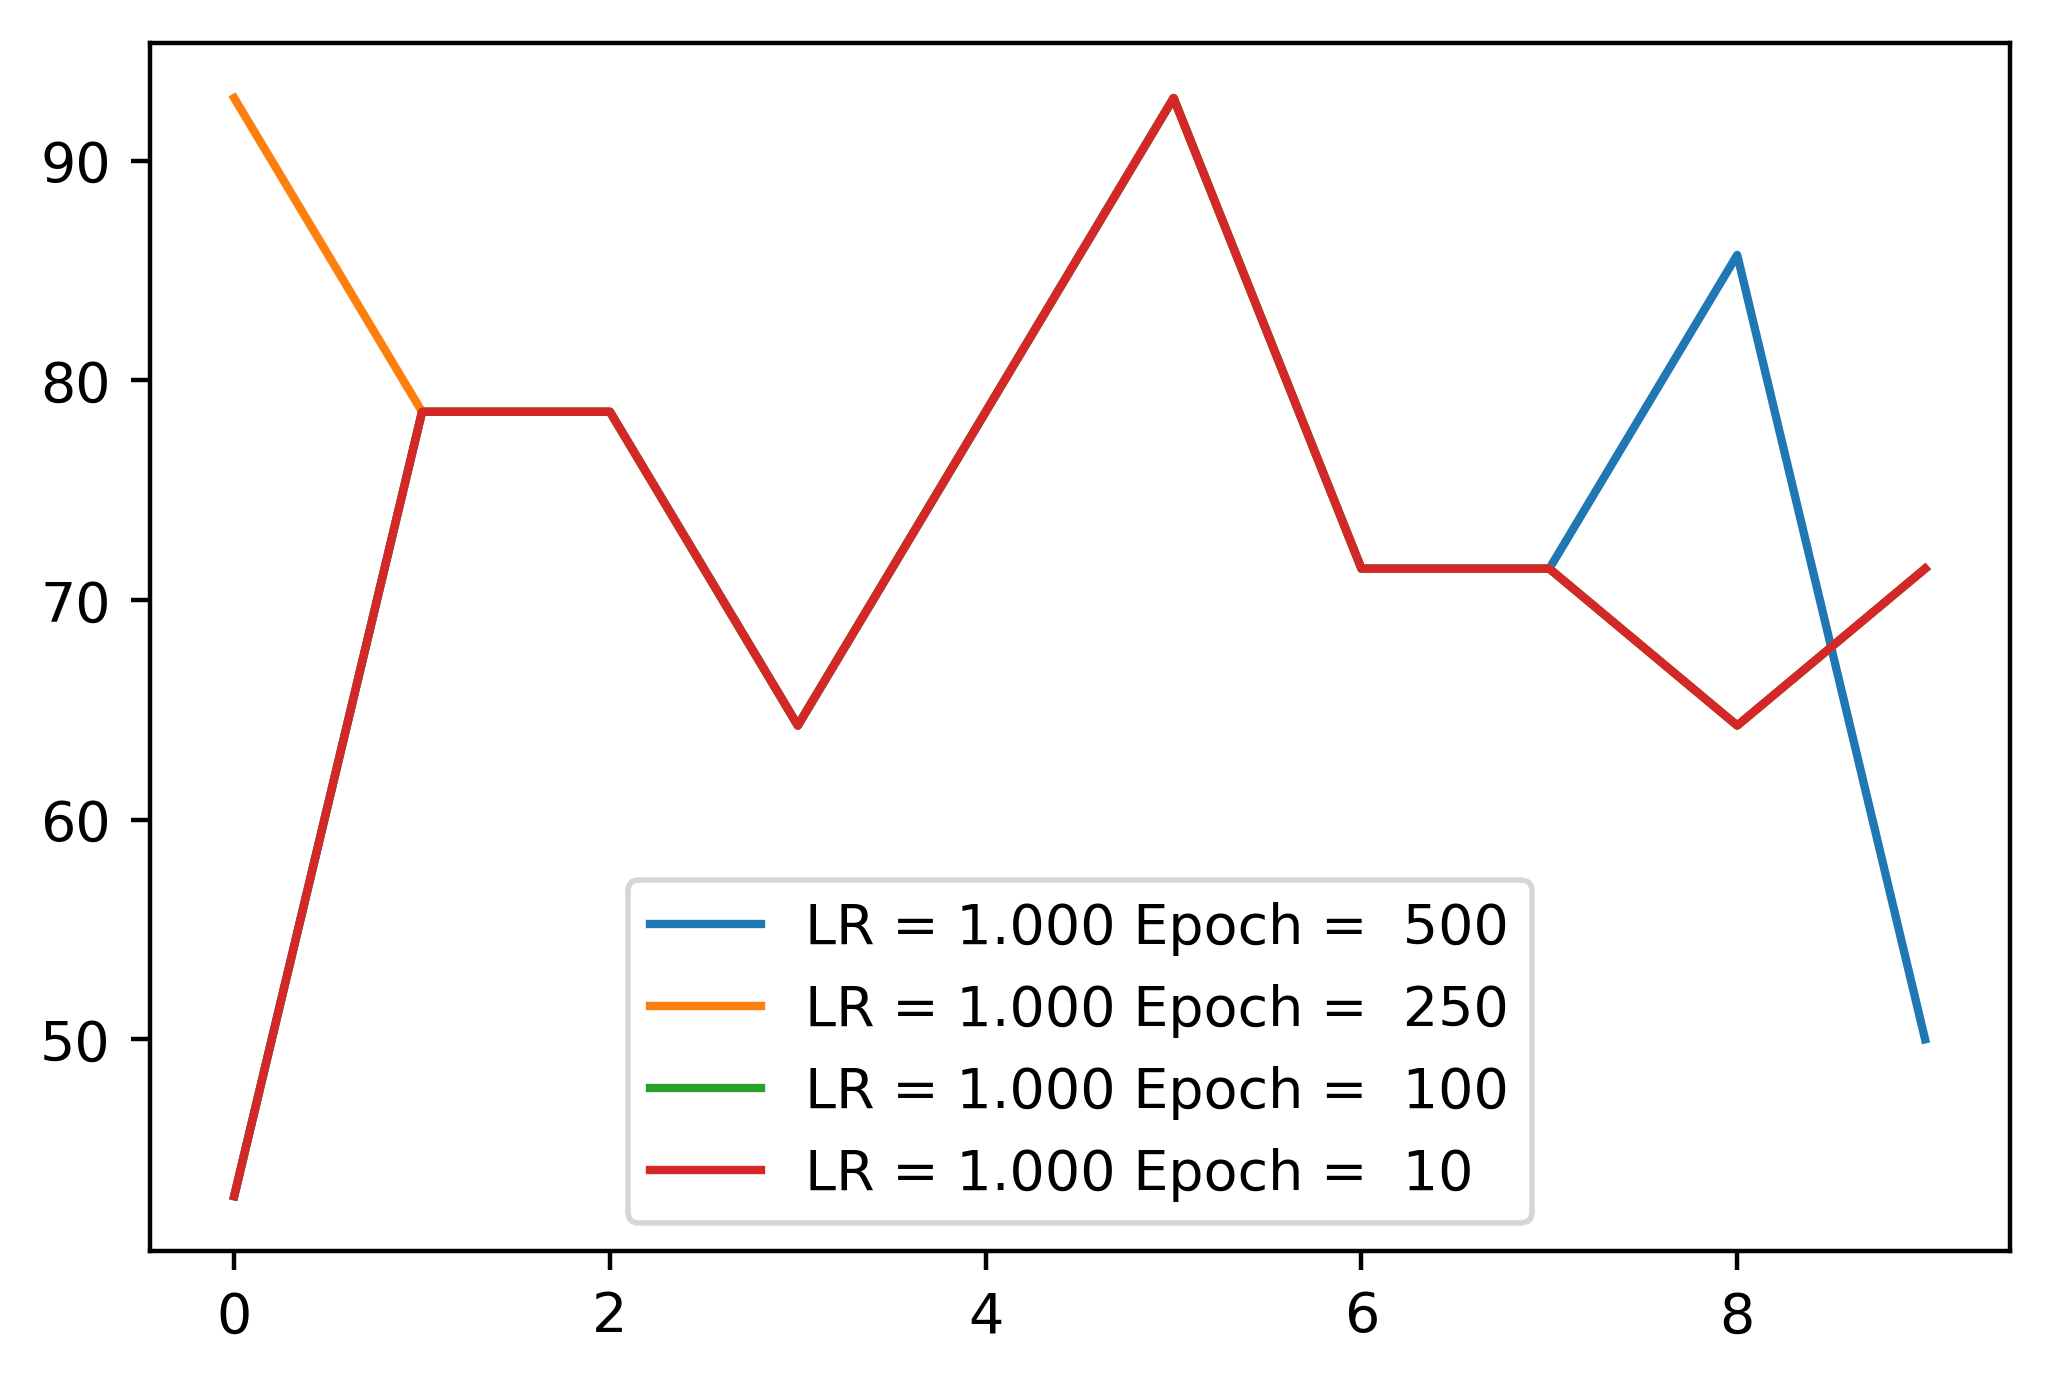 90
80
70
60
50
LR = 1.000 Epoch =  500
LR = 1.000 Epoch =  250
LR = 1.000 Epoch =  100
LR = 1.000 Epoch =  10
0 2 4 6 8